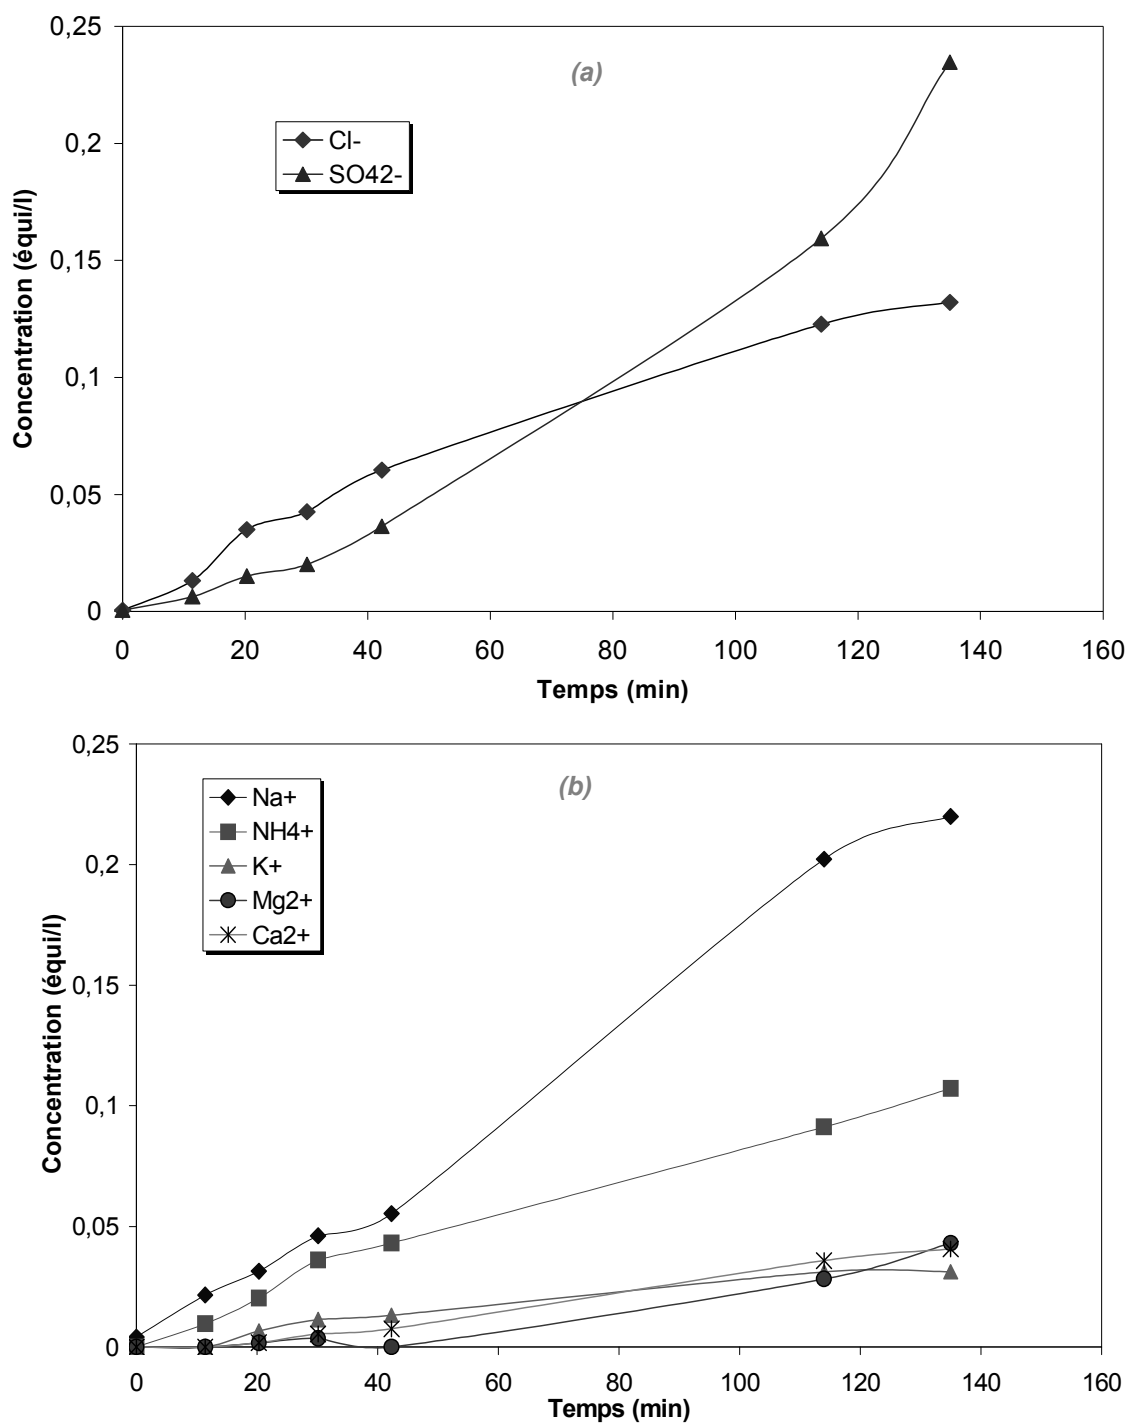 0,25
(a)
Cl-
SO42-
0,2
0,15
0,1
0,05
0
Concentration (équi/l)
0 20 40 60 80 100 120 140 160
Temps (min)
0,25
(b)
Na+
NH4+
K+
Mg2+
Ca2+
0,2
0,15
0,1
0,05
0
Concentration (équi/l)
0 20 40 60 80 100 120 140 160
Temps (min)